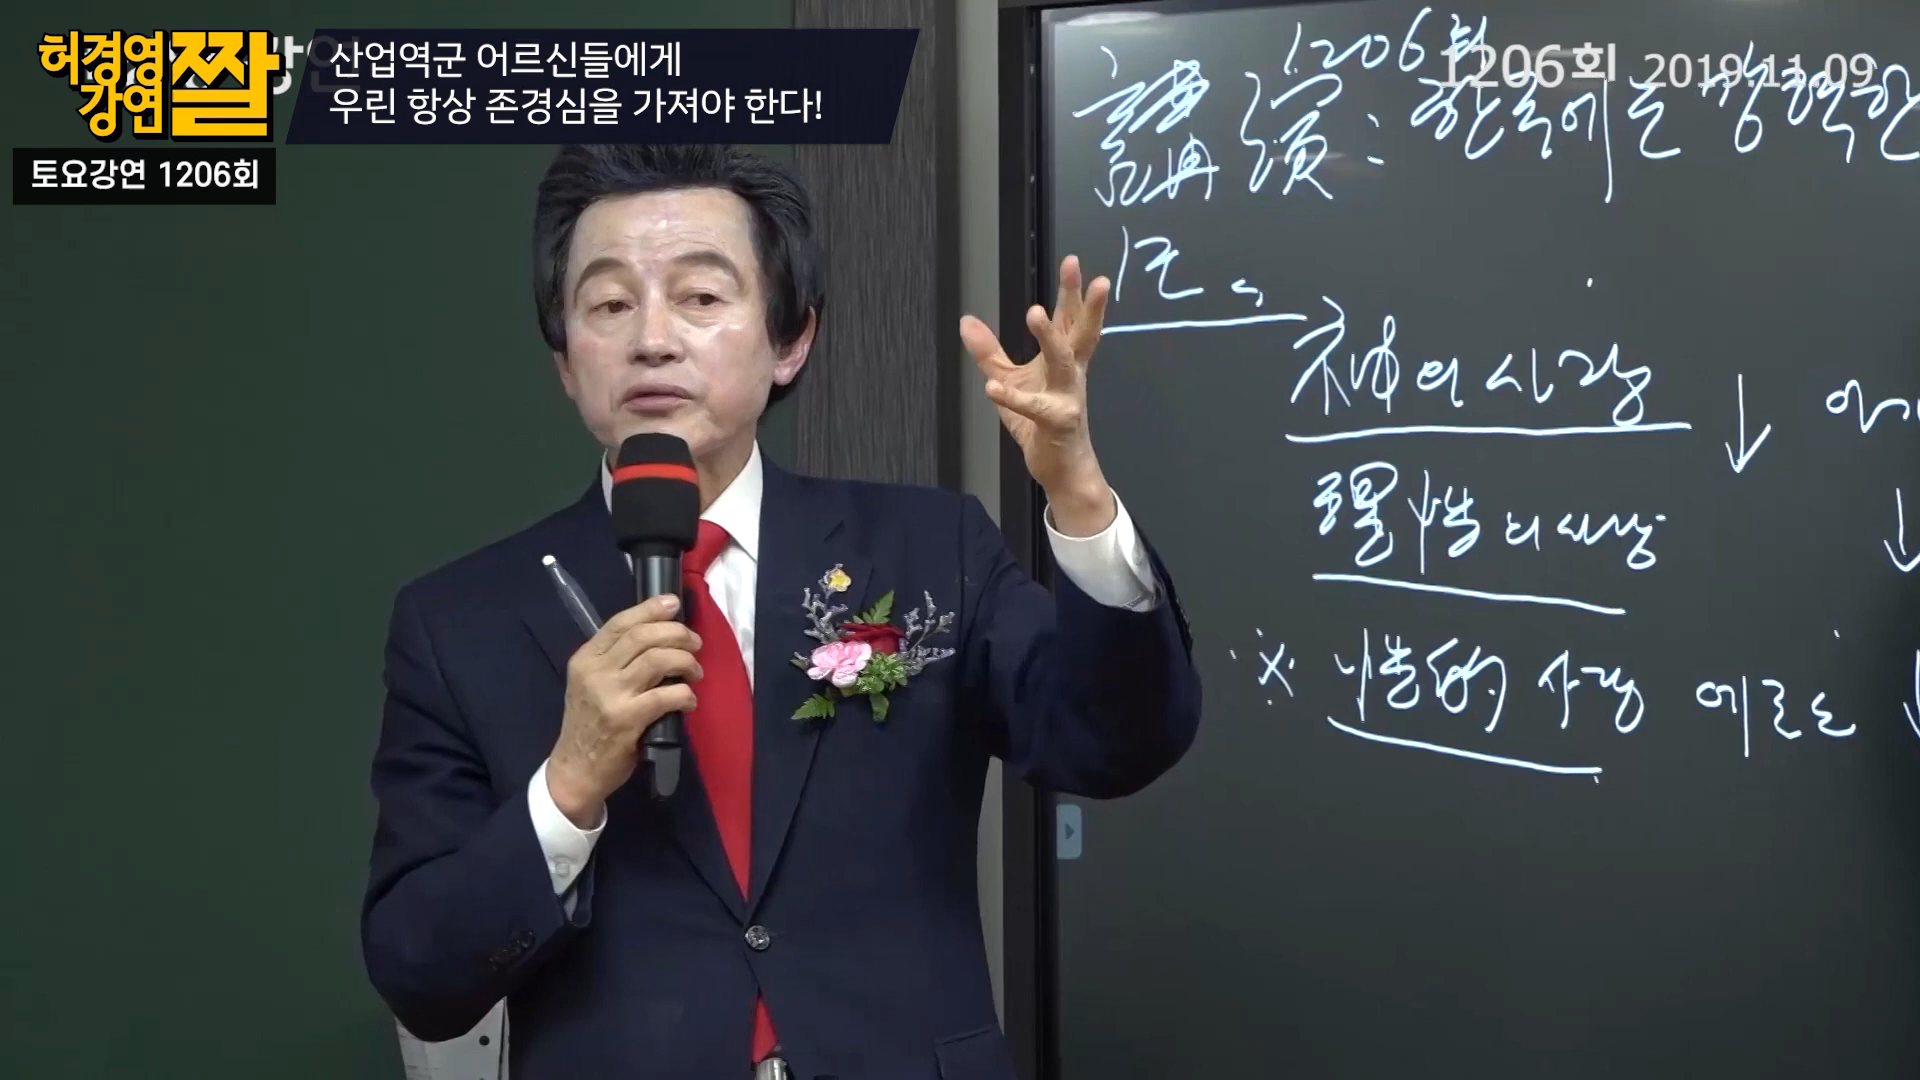 허경영
강연
짤
산업역군 어르신들에게
우린 항상 존경심을 가져야 한다!
토요강연 1206회
1206회 2019.11.09
1206회
講演: 한국에는 강력한
神의 사랑
理性의 사랑
※ 性的 사랑 에로스